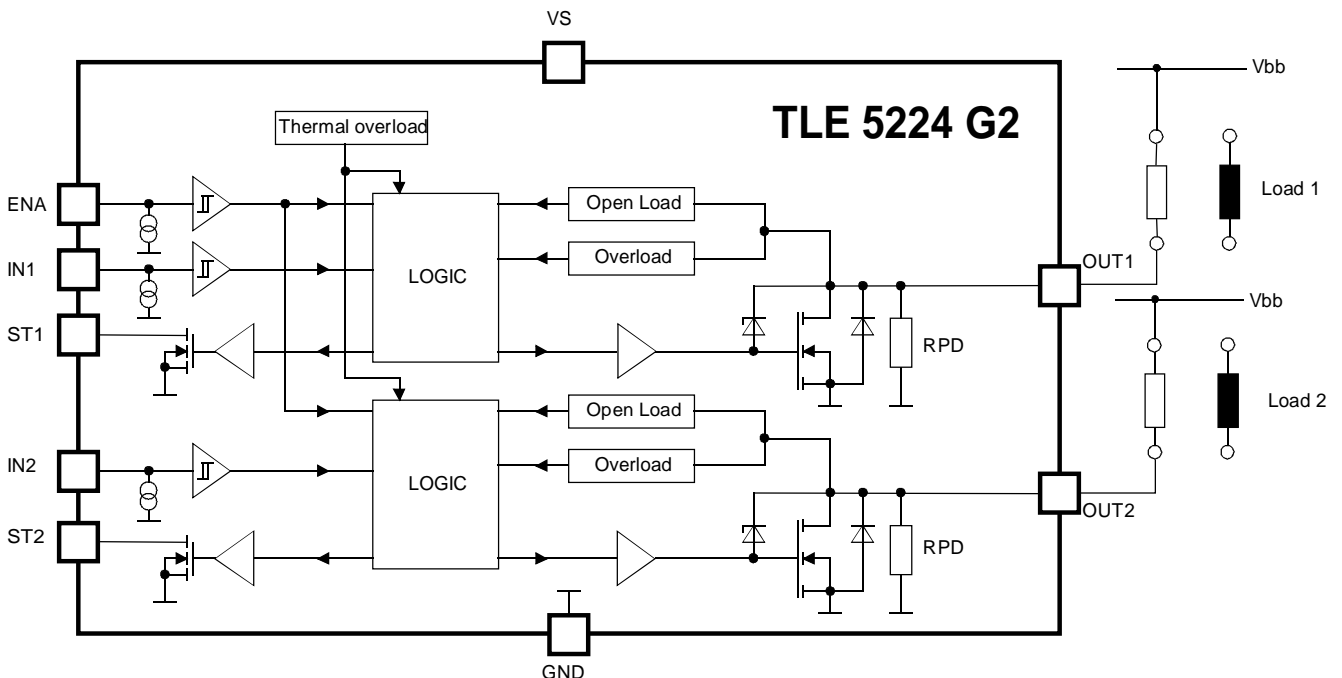 VS
Vbb
TLE 5224 G2
Thermal overload
ENA
Open Load
Load 1
IN1
LOGIC
Overload
OUT1
Vbb
ST1
RPD
Open Load
Load 2
IN2
LOGIC
Overload
OUT2
ST2
RPD
GND